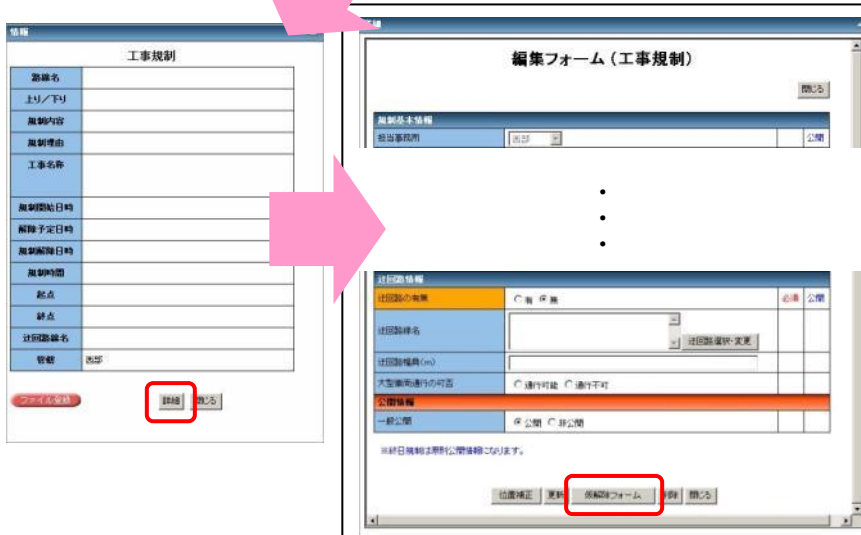 情報
工事規制
路線名
上り／下り
規制内容
規制理由
工事名称
規制開始日時
解除予定日時
規制解除日時
規制時間
起点
終点
迂回路線名
管轄 西部
ファイル登録 詳細 閉じる
編集フォーム（工事規制）
閉じる
規制基本情報
担当事務所 西部 公開
・
・
・
迂回路情報
迂回路の有無 有 無 必須 公開
迂回路線名
迂回路選択・変更
迂回路幅員(m)
大型車両通行の可否 通行可能 通行不可
公開情報
一般公開 公開 非公開
※終日規制は原則公開情報になります。
位置補正 更新 仮解除フォーム 削除 閉じる